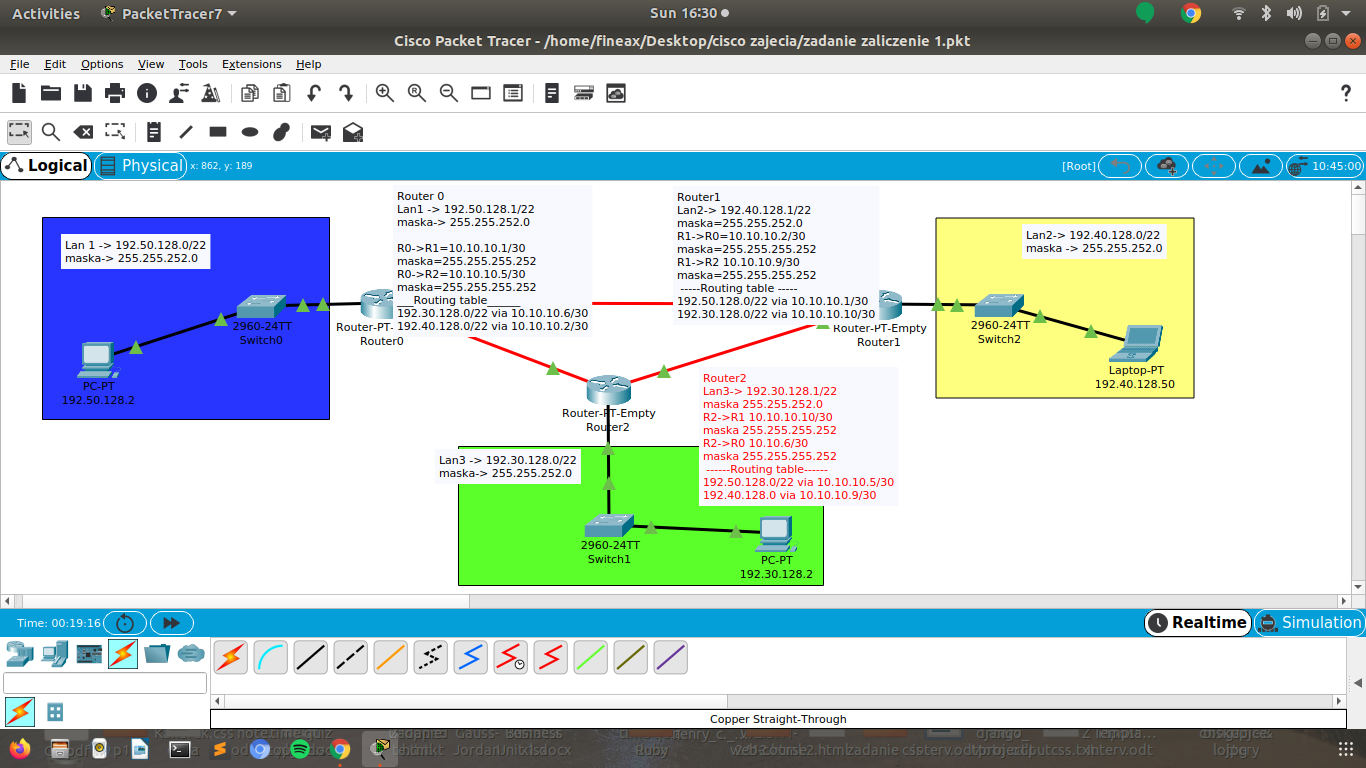 Activities
PacketTracer7
Sun 16:30
Cisco Packet Tracer - /home/fineax/Desktop/cisco zajecia/zadanie zaliczenie 1.pkt
File Edit Options View Tools Extensions Help
?
Logical
Physical
x: 862, y: 189
[Root]
10:45:00
Lan 1 -> 192.50.128.0/22
maska-> 255.255.252.0
2960-24TT
Switch0
PC-PT
192.50.128.2
Router 0
Lan1 -> 192.50.128.1/22
maska-> 255.255.252.0
R0->R1=10.10.10.1/30
maska=255.255.255.252
R0->R2=10.10.10.5/30
maska=255.255.255.252
___Routing table______
192.30.128.0/22 via 10.10.10.6/30
192.40.128.0/22 via 10.10.10.2/30
Router-PT-
Router0
Router1
Lan2-> 192.40.128.1/22
maska=255.255.252.0
R1->R0=10.10.10.2/30
maska=255.255.255.252
R1->R2 10.10.10.9/30
maska=255.255.255.252
-----Routing table -----
192.50.128.0/22 via 10.10.10.1/30
192.30.128.0/22 via 10.10.10.10/30
Router-PT-Empty
Router1
Lan2-> 192.40.128.0/22
maska -> 255.255.252.0
2960-24TT
Switch2
Laptop-PT
192.40.128.50
Router-PT-Empty
Router2
Router2
Lan3-> 192.30.128.1/22
maska 255.255.252.0
R2->R1 10.10.10.10/30
maska 255.255.255.252
R2->R0 10.10.6/30
maska 255.255.255.252
------Routing table------
192.50.128.0/22 via 10.10.10.5/30
192.40.128.0 via 10.10.10.9/30
Lan3 -> 192.30.128.0/22
maska-> 255.255.252.0
2960-24TT
Switch1
PC-PT
192.30.128.2
Time: 00:19:16
Realtime
Simulation
Copper Straight-Through